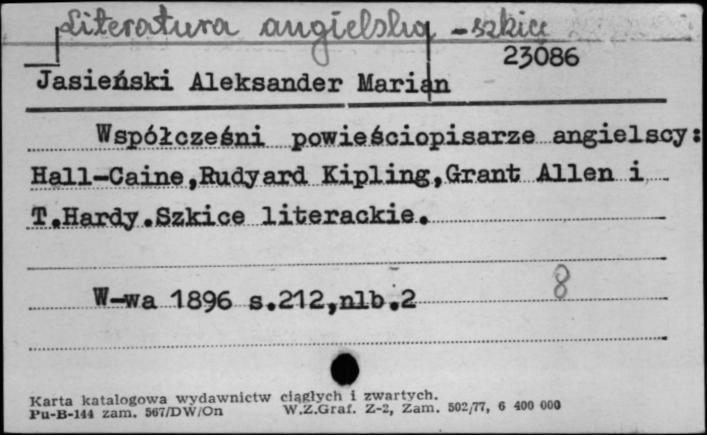 Literatura angielska - szkice
23086
Jasieński Aleksander Marian
Współcześni powieściopisarze angielscy:
Hall-Caine,Rudyard Kipling,Grant Allen i
T.Hardy.Szkice literackie.
W-wa 1896 s.212,nlb.2
8
Karta katalogowa wydawnictw ciągłych i zwartych.
Pu-B-144 zam. 567/DW/On W.Z.Graf. Z-2, Zam. 502/77, 6 400 000